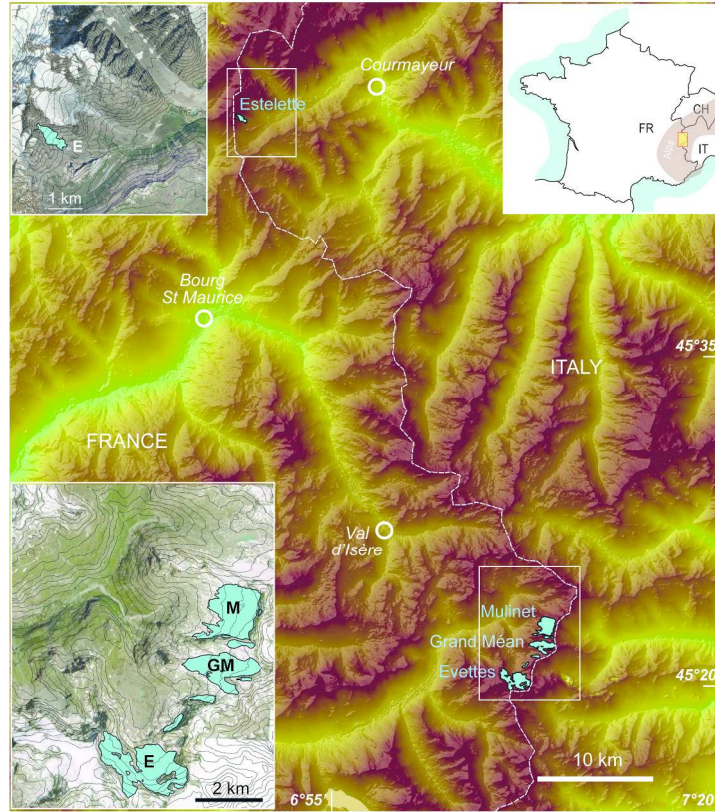 Courmayeur
Estelette
E
1 km
FR
CH
IT
Alps
Bourg
St Maurice
45°35'
ITALY
FRANCE
Val
d'Isère
M
GM
E
2 km
Mulinet
Grand Méan
Evettes
45°20'
10 km
6°55'
7°20'